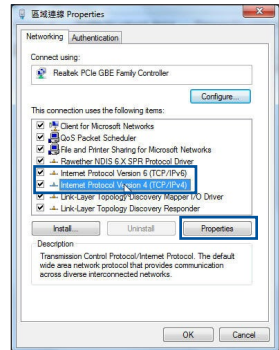 區域連線 Properties
Networking
Authentication
Connect using:
Realtek PCIe GBE Family Controller
Configure...
This connection uses the following items:
Client for Microsoft Networks
QoS Packet Scheduler
File and Printer Sharing for Microsoft Networks
Rawether NDIS 6.X SPR Protocol Driver
Internet Protocol Version 6 (TCP/IPv6)
Internet Protocol Version 4 (TCP/IPv4)
Link-Layer Topology Discovery Mapper I/O Driver
Link-Layer Topology Discovery Responder
Install...
Uninstall
Properties
Description
Transmission Control Protocol/Internet Protocol. The default
wide area network protocol that provides communication
across diverse interconnected networks.
OK
Cancel